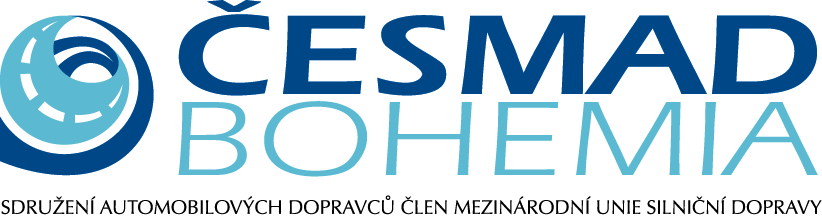 ČESMAD
BOHEMIA
SDRUŽENÍ AUTOMOBILOVÝCH DOPRAVCŮ ČLEN MEZINÁRODNÍ UNIE SILNIČNÍ DOPRAVY